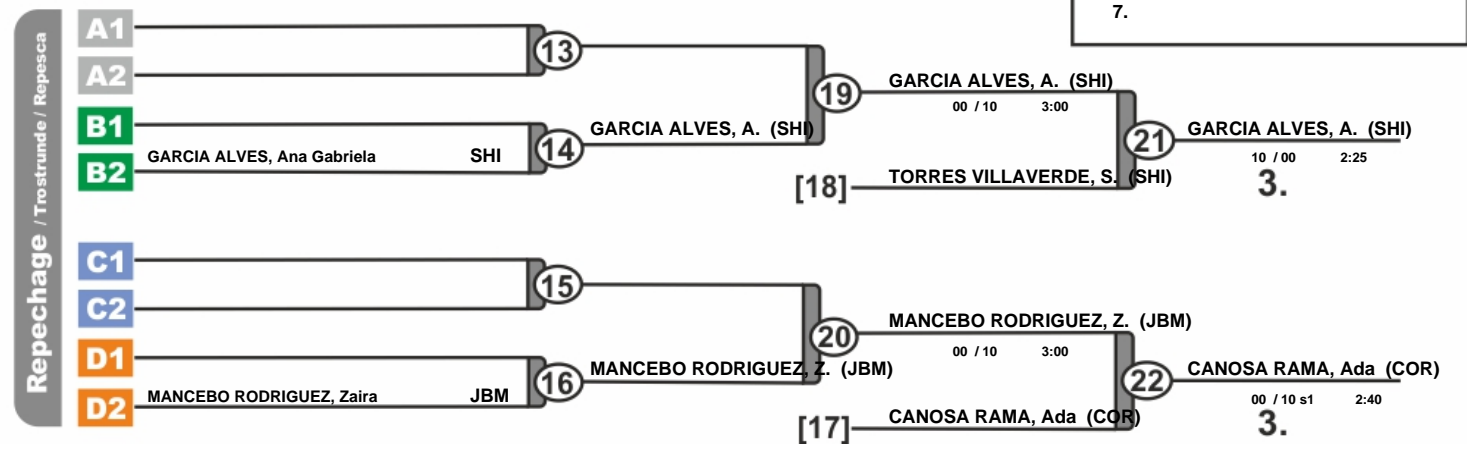 7.
Repechage / Trostrunde / Repesca
A1
13
A2
19
GARCIA ALVES, A. (SHI)
00 / 10 3:00
B1
14
GARCIA ALVES, A. (SHI)
B2
GARCIA ALVES, Ana Gabriela SHI
21
GARCIA ALVES, A. (SHI)
10 / 00 2:25
3.
[18]
TORRES VILLAVERDE, S. (SHI)
C1
15
C2
20
MANCEBO RODRIGUEZ, Z. (JBM)
00 / 10 3:00
D1
16
MANCEBO RODRIGUEZ, Z. (JBM)
D2
MANCEBO RODRIGUEZ, Zaira JBM
22
CANOSA RAMA, Ada (COR)
00 / 10 s1 2:40
3.
[17]
CANOSA RAMA, Ada (COR)